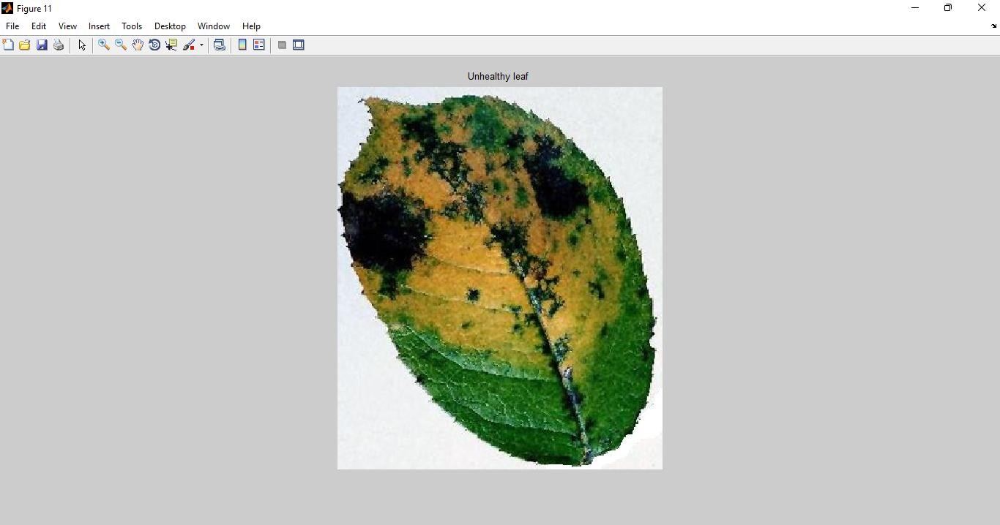 Figure 11
File Edit View Insert Tools Desktop Window Help
Unhealthy leaf